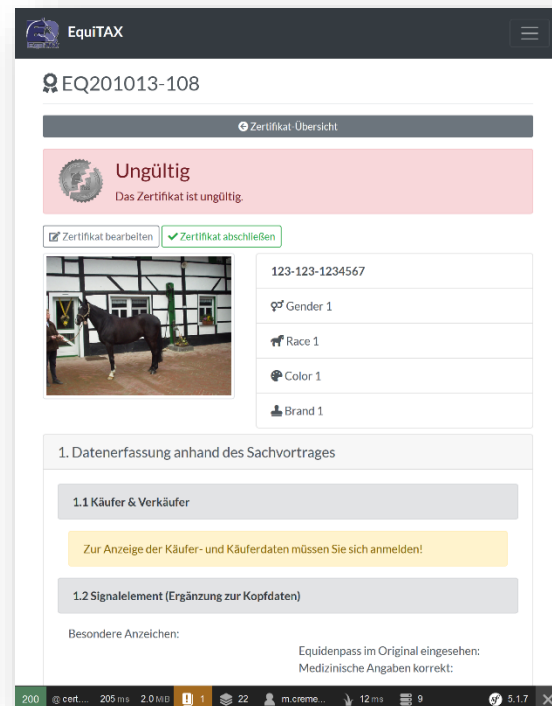 EquiTAX
EQ201013-108
Zertifikat-Übersicht
Ungültig
Das Zertifikat ist ungültig.
Zertifikat bearbeiten
Zertifikat abschließen
123-123-1234567
Gender 1
Race 1
Color 1
Brand 1
1. Datenerfassung anhand des Sachvortrages
1.1 Käufer & Verkäufer
Zur Anzeige der Käufer- und Käuferdaten müssen Sie sich anmelden!
1.2 Signalelement (Ergänzung zur Kopfdaten)
Besondere Anzeichen:
Equidenpass im Original eingesehen:
Medizinische Angaben korrekt:
200 @ cert... 205 ms 2.0 MiB 1 22 m.creme... 12 ms 9 5.1.7